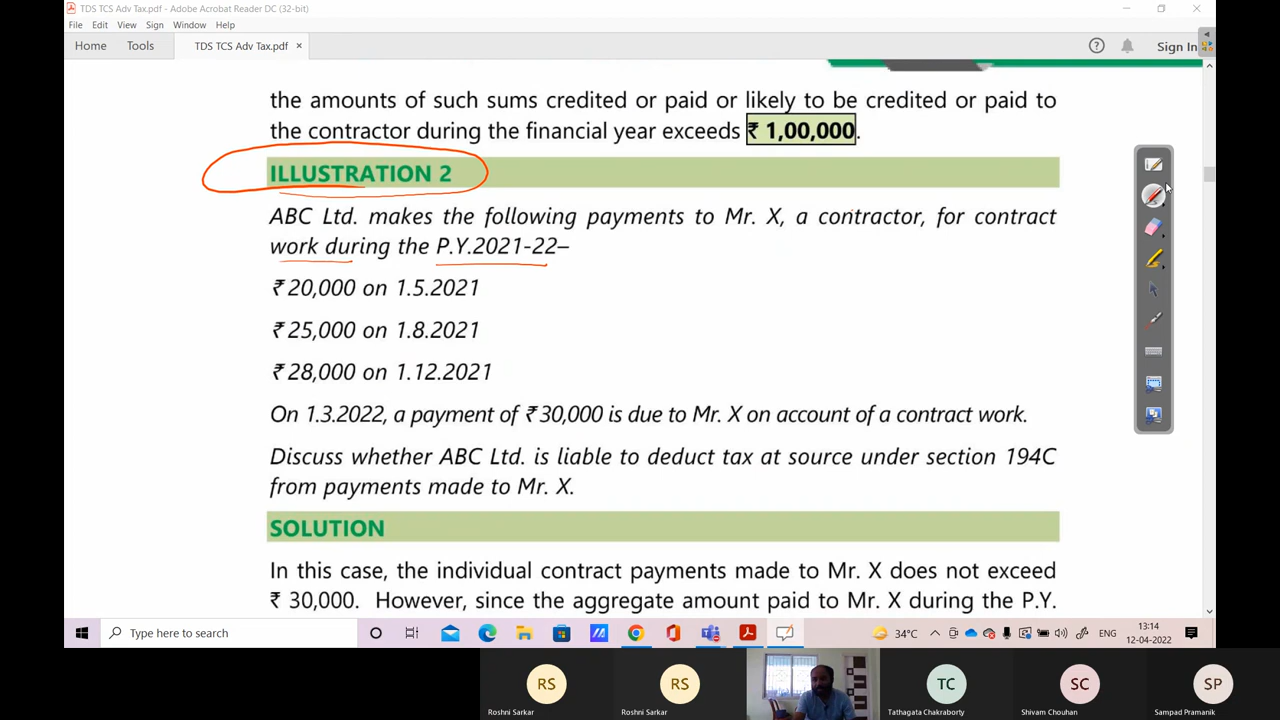 TDS TCS Adv Tax.pdf - Adobe Acrobat Reader DC (32-bit)
File Edit View Sign Window Help
Home Tools TDS TCS Adv Tax.pdf × Sign In
the amounts of such sums credited or paid or likely to be credited or paid to
the contractor during the financial year exceeds ₹ 1,00,000.
ILLUSTRATION 2
ABC Ltd. makes the following payments to Mr. X, a contractor, for contract
work during the P.Y.2021-22–
₹ 20,000 on 1.5.2021
₹ 25,000 on 1.8.2021
₹ 28,000 on 1.12.2021
On 1.3.2022, a payment of ₹ 30,000 is due to Mr. X on account of a contract work.
Discuss whether ABC Ltd. is liable to deduct tax at source under section 194C
from payments made to Mr. X.
SOLUTION
In this case, the individual contract payments made to Mr. X does not exceed
₹ 30,000. However, since the aggregate amount paid to Mr. X during the P.Y.
Type here to search 34°C ENG 13:14
12-04-2022
RS RS TC SC SP
Roshni Sarkar Roshni Sarkar Tathagata Chakraborty Shivam Chouhan Sampad Pramanik